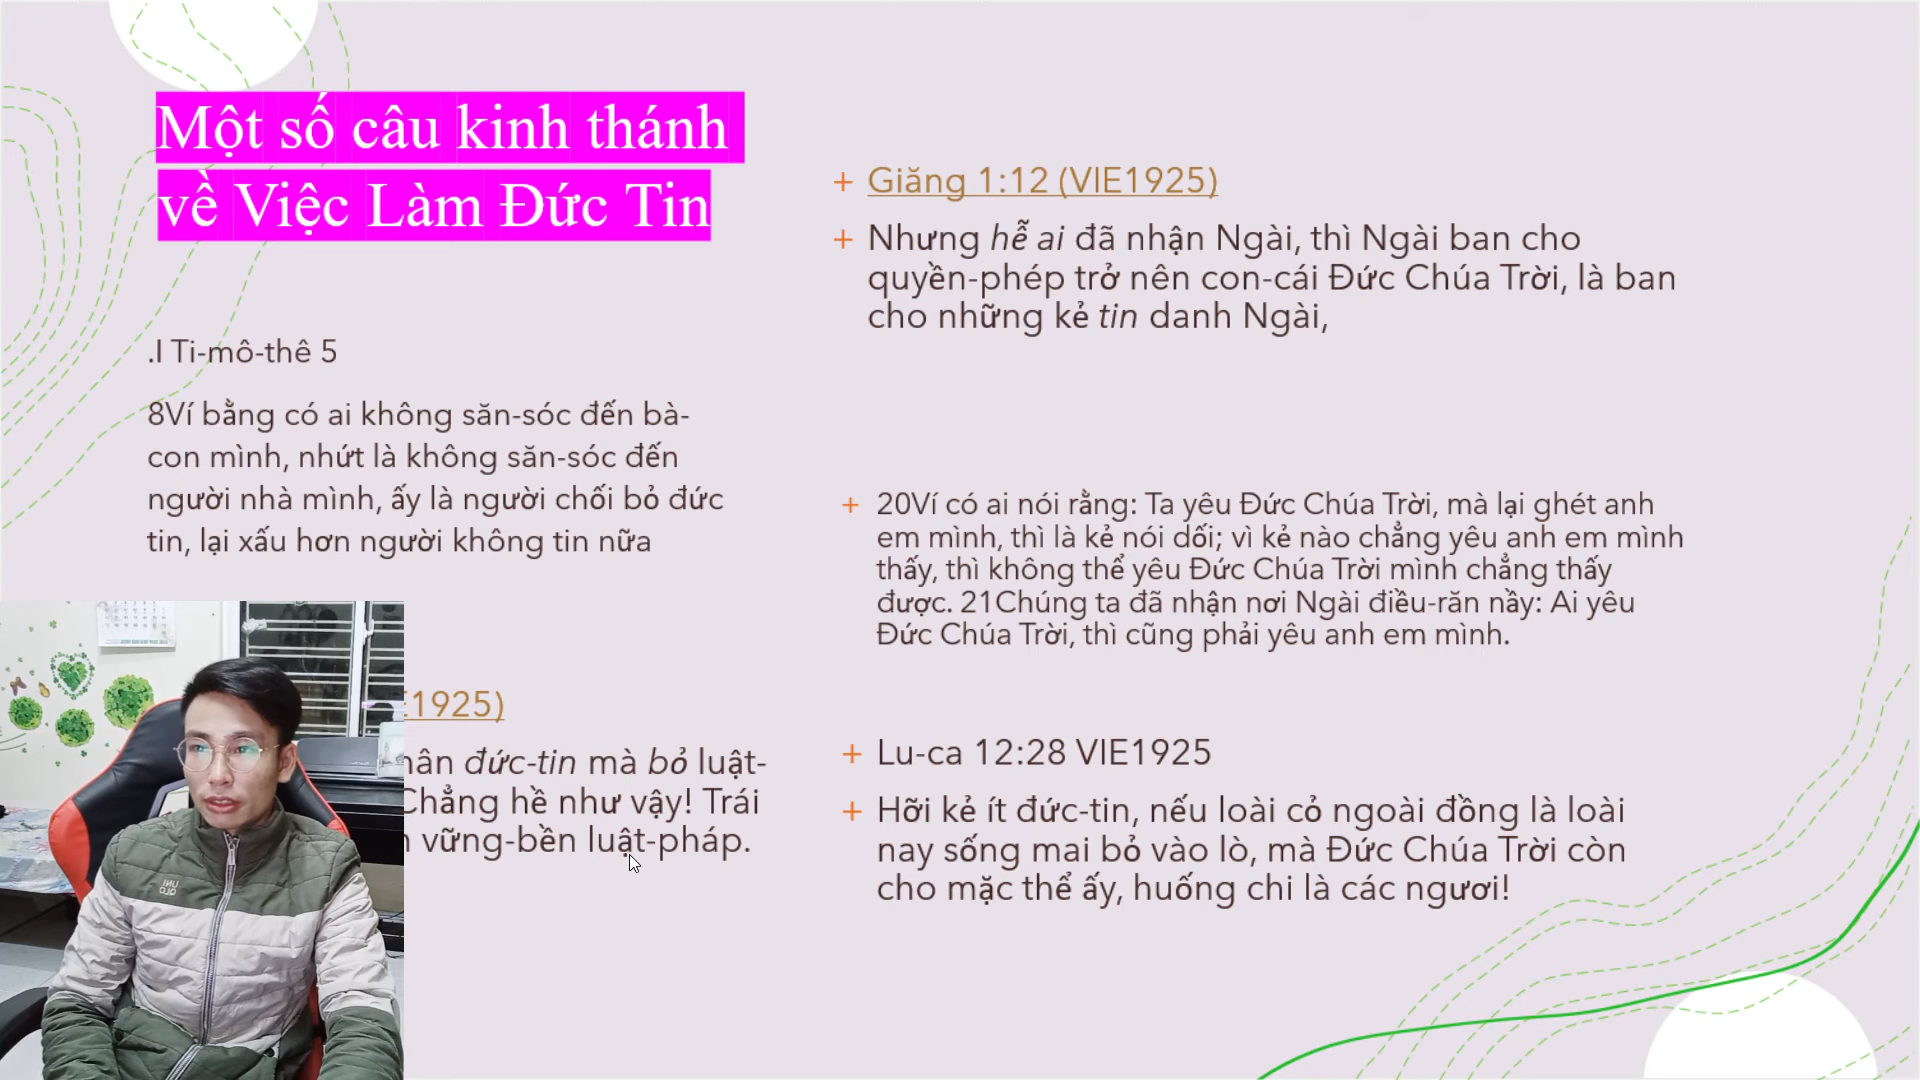 Một số câu kinh thánh
về Việc Làm Đức Tin
.I Ti-mô-thê 5
8Ví bằng có ai không săn-sóc đến bà-
con mình, nhứt là không săn-sóc đến
người nhà mình, ấy là người chối bỏ đức
tin, lại xấu hơn người không tin nữa
1925)
đức-tin mà bỏ luật-
Chẳng hề như vậy! Trái
vững-bền luật-pháp.
+ Giăng 1:12 (VIE1925)
+ Nhưng hễ ai đã nhận Ngài, thì Ngài ban cho
quyền-phép trở nên con-cái Đức Chúa Trời, là ban
cho những kẻ tin danh Ngài,
+ 20Ví có ai nói rằng: Ta yêu Đức Chúa Trời, mà lại ghét anh
em mình, thì là kẻ nói dối; vì kẻ nào chẳng yêu anh em mình
thấy, thì không thể yêu Đức Chúa Trời mình chẳng thấy
được. 21Chúng ta đã nhận nơi Ngài điều-răn nầy: Ai yêu
Đức Chúa Trời, thì cũng phải yêu anh em mình.
+ Lu-ca 12:28 VIE1925
+ Hỡi kẻ ít đức-tin, nếu loài cỏ ngoài đồng là loài
nay sống mai bỏ vào lò, mà Đức Chúa Trời còn
cho mặc thể ấy, huống chi là các ngươi!